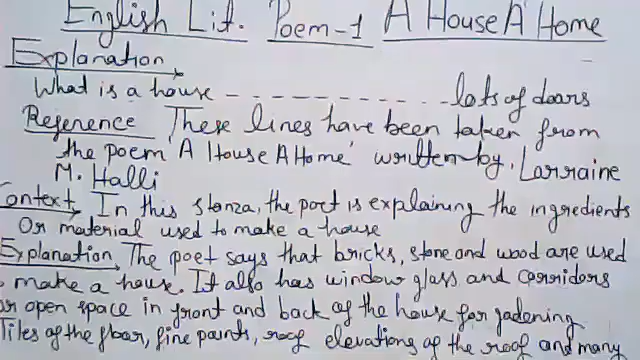 English Lit. Poem-1 A House A Home
Explanation
What is a house ---------- lots of doors
Reference These lines have been taken from
the poem 'A House A Home' written by, Lorraine
M. Halli
Context, In this stanza, the poet is explaining the ingredients
Or material used to make a house
Explanation, The poet says that bricks, stone and wood are used
make a house. It also has window glass and corridors
or open space in front and back of the house for gadening
Tiles of the floor, fine paints, roof elevations of the roof and many